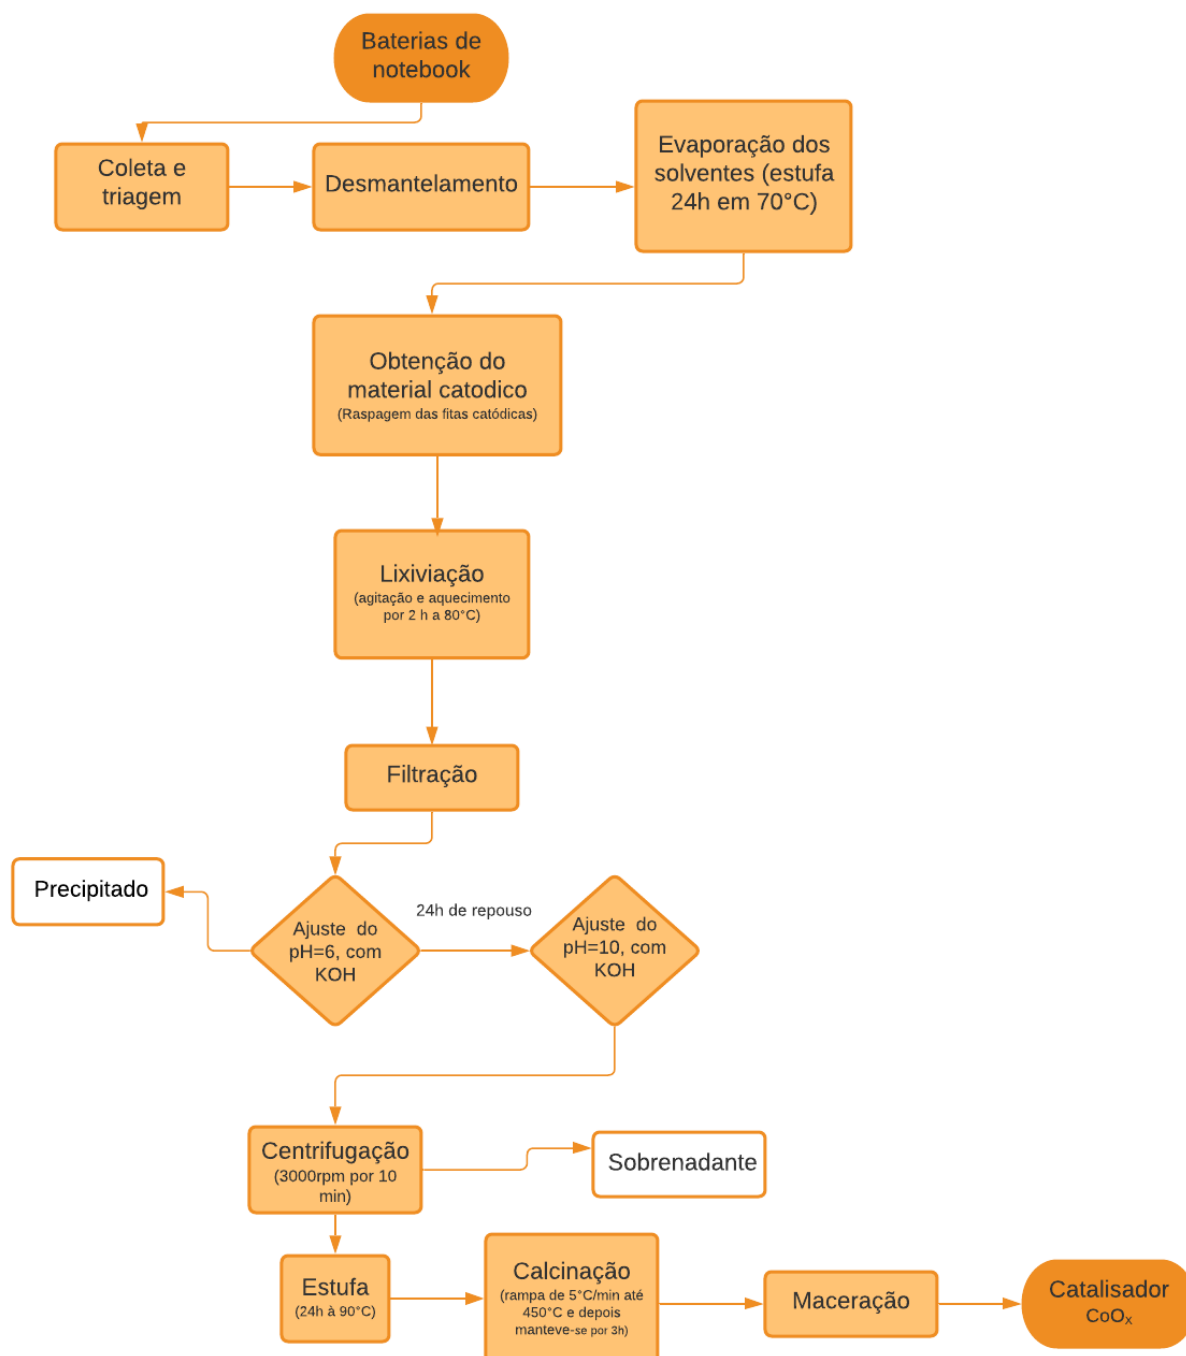 Baterias de
notebook
Coleta e
triagem
Desmantelamento
Evaporação dos
solventes (estufa
24h em 70°C)
Obtenção do
material catodico
(Raspagem das fitas catódicas)
Lixiviação
(agitação e aquecimento
por 2 h a 80°C)
Filtração
Precipitado
Ajuste do
pH=6, com
KOH
24h de repouso
Ajuste do
pH=10, com
KOH
Centrifugação
(3000rpm por 10
min)
Sobrenadante
Estufa
(24h à 90°C)
Calcinação
(rampa de 5°C/min até
450°C e depois
manteve-se por 3h)
Maceração
Catalisador
CoOₓ